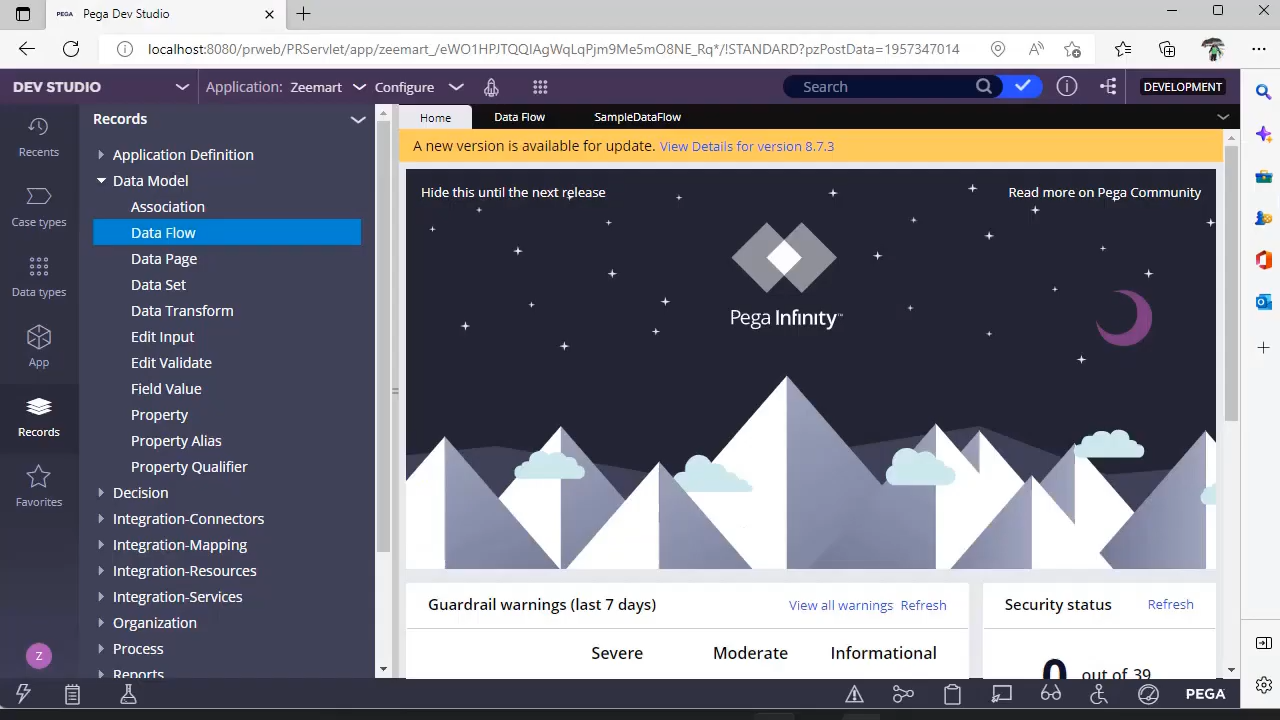 Pega Dev Studio
localhost:8080/prweb/PRServlet/app/zeemart_/eWO1HPJTQQIAgWqLqPjm9Me5mO8NE_Rq*/!STANDARD?pzPostData=1957347014
DEV STUDIO
Application: Zeemart
Configure
Search
DEVELOPMENT
Recents
Case types
Data types
App
Records
Favorites
Z
Records
Application Definition
Data Model
Association
Data Flow
Data Page
Data Set
Data Transform
Edit Input
Edit Validate
Field Value
Property
Property Alias
Property Qualifier
Decision
Integration-Connectors
Integration-Mapping
Integration-Resources
Integration-Services
Organization
Process
Reports
Home
Data Flow
SampleDataFlow
A new version is available for update. View Details for version 8.7.3
Hide this until the next release
Read more on Pega Community
Pega Infinity™
Guardrail warnings (last 7 days)
View all warnings
Refresh
Severe
Moderate
Informational
Security status
Refresh
0 out of 39
PEGA